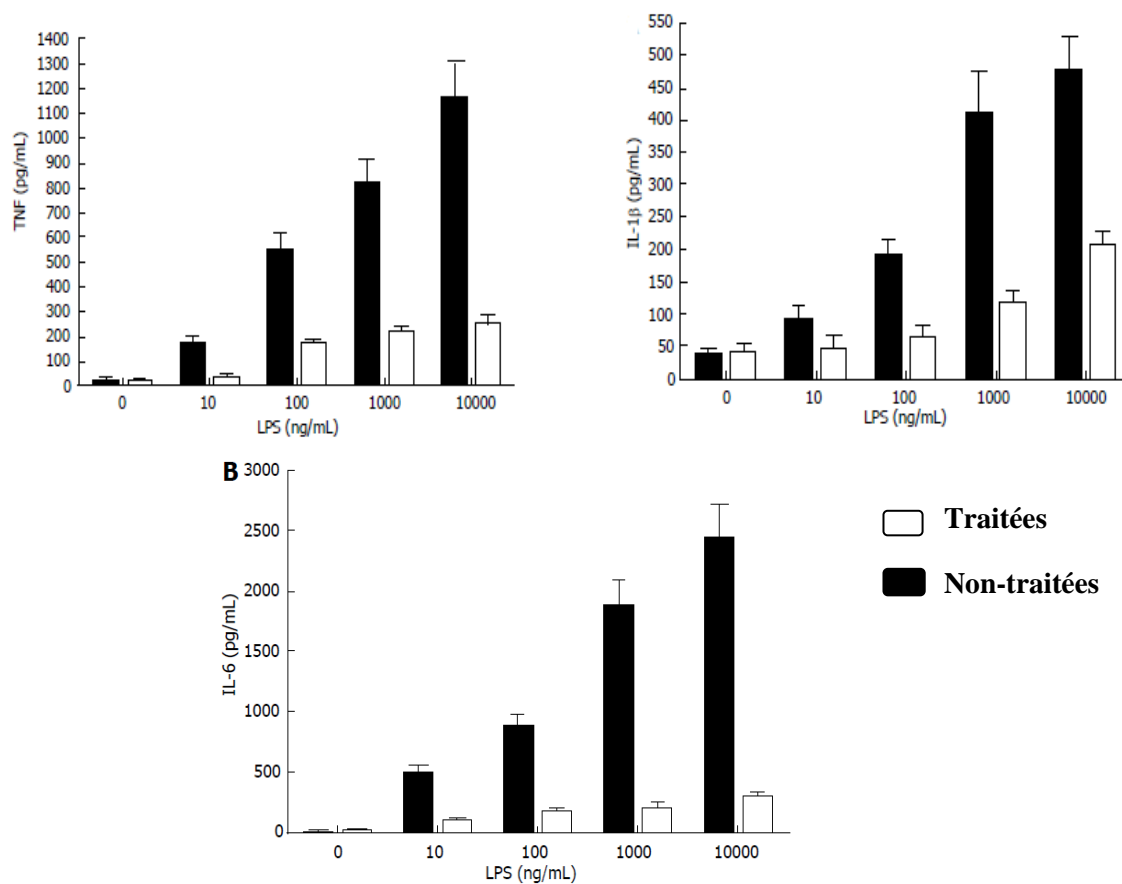 1400
1300
1200
1100
1000
900
800
700
600
500
400
300
200
100
0
TNF (pg/mL)
0 10 100 1000 10000
LPS (ng/mL)
550
500
450
400
350
300
250
200
150
100
50
0
IL-1β (pg/mL)
0 10 100 1000 10000
LPS (ng/mL)
B
3000
2500
2000
1500
1000
500
0
IL-6 (pg/mL)
0 10 100 1000 10000
LPS (ng/mL)
Traitées
Non-traitées